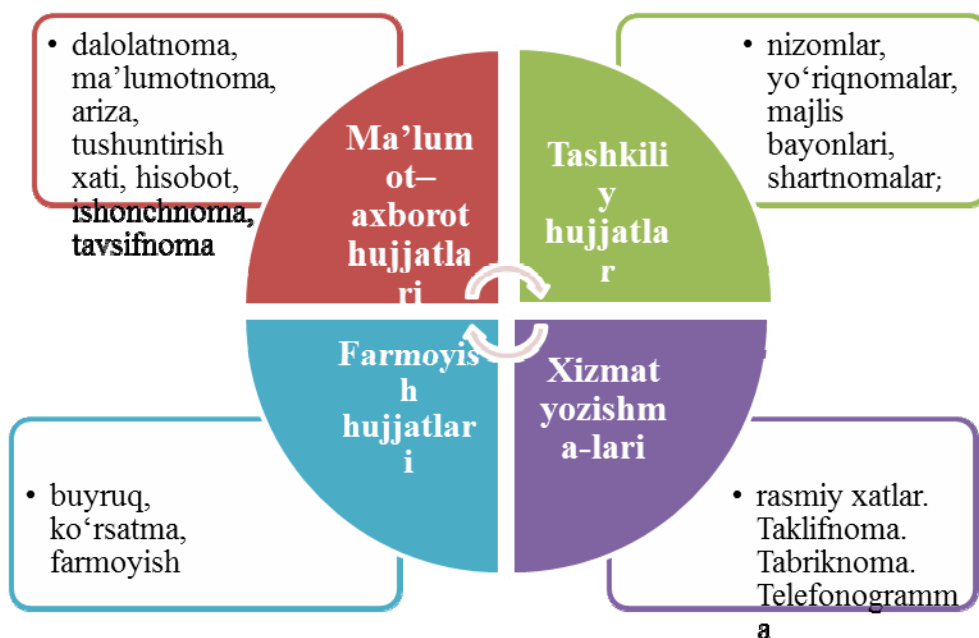 • dalolatnoma,
ma’lumotnoma,
ariza,
tushuntirish
xati, hisobot,
ishonchnoma,
tavsifnoma
Ma’lum
ot–
axborot
hujjatla
ri
Tashkili
y
hujjatla
r
• nizomlar,
yo‘riqnomalar,
majlis
bayonlari,
shartnomalar;
• buyruq,
ko‘rsatma,
farmoyish
Farmoyis
h
hujjatlar
i
Xizmat
yozishm
a-lari
• rasmiy xatlar.
Taklifnoma.
Tabriknoma.
Telefonogramm
a